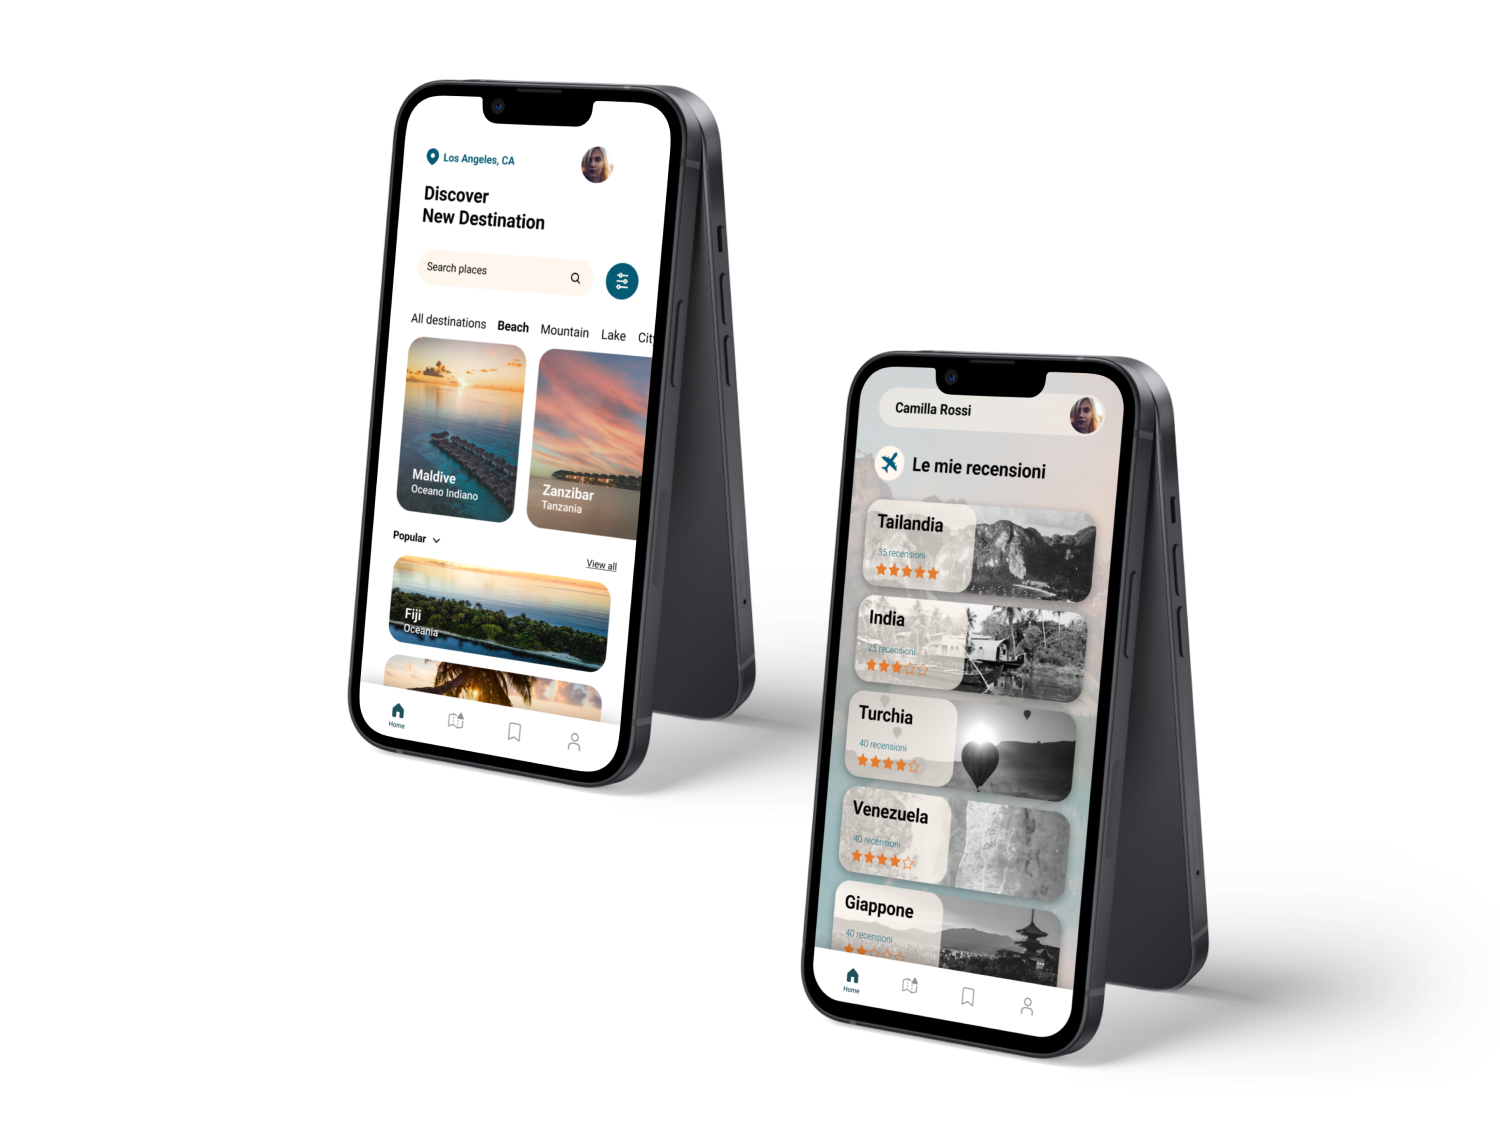 Los Angeles, CA
Discover
New Destination
Search places
All destinations Beach Mountain Lake City
Maldive
Oceano Indiano
Zanzibar
Tanzania
Popular
View all
Fiji
Oceania
Home
Camilla Rossi
Le mie recensioni
Tailandia
35 recensioni
India
25 recensioni
Turchia
40 recensioni
Venezuela
40 recensioni
Giappone
40 recensioni
Home